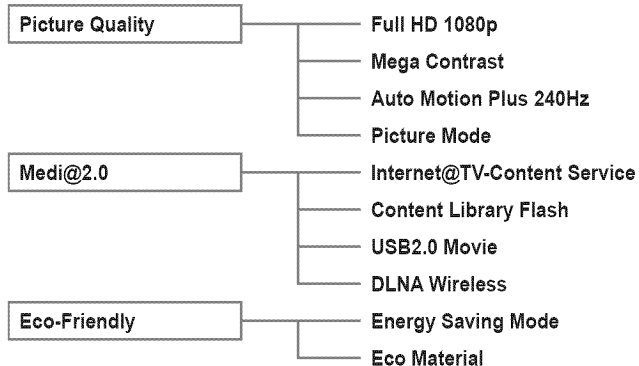 Picture Quality
Full HD 1080p
Mega Contrast
Auto Motion Plus 240Hz
Picture Mode
Medi@2.0
Internet@TV-Content Service
Content Library Flash
USB2.0 Movie
DLNA Wireless
Eco-Friendly
Energy Saving Mode
Eco Material